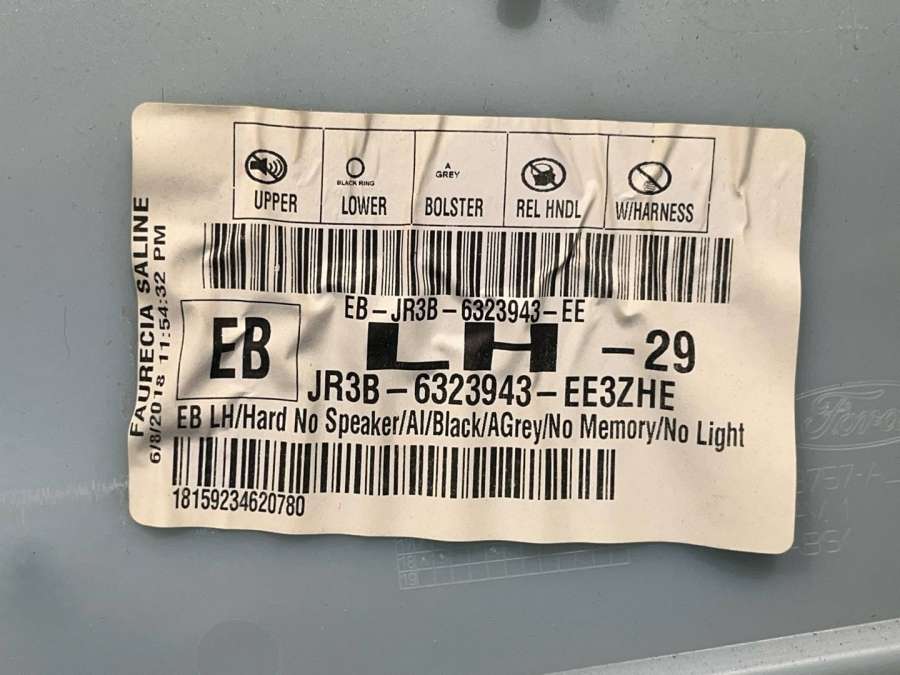 UPPER
BLACK RING
LOWER
A
GREY
BOLSTER
REL HNDL
W/HARNESS
FAURECIA SALINE
6/8/2018 11:54:32 PM
EB-JR3B-6323943-EE
EB
LH -29
JR3B-6323943-EE3ZHE
EB LH/Hard No Speaker/Al/Black/AGrey/No Memory/No Light
18159234620780
Ford
18
19